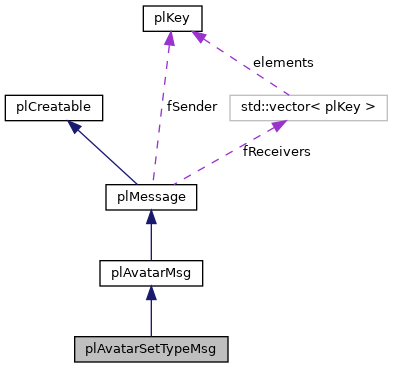 plKey
elements
plCreatable
fSender
std::vector< plKey >
fReceivers
plMessage
plAvatarMsg
plAvatarSetTypeMsg